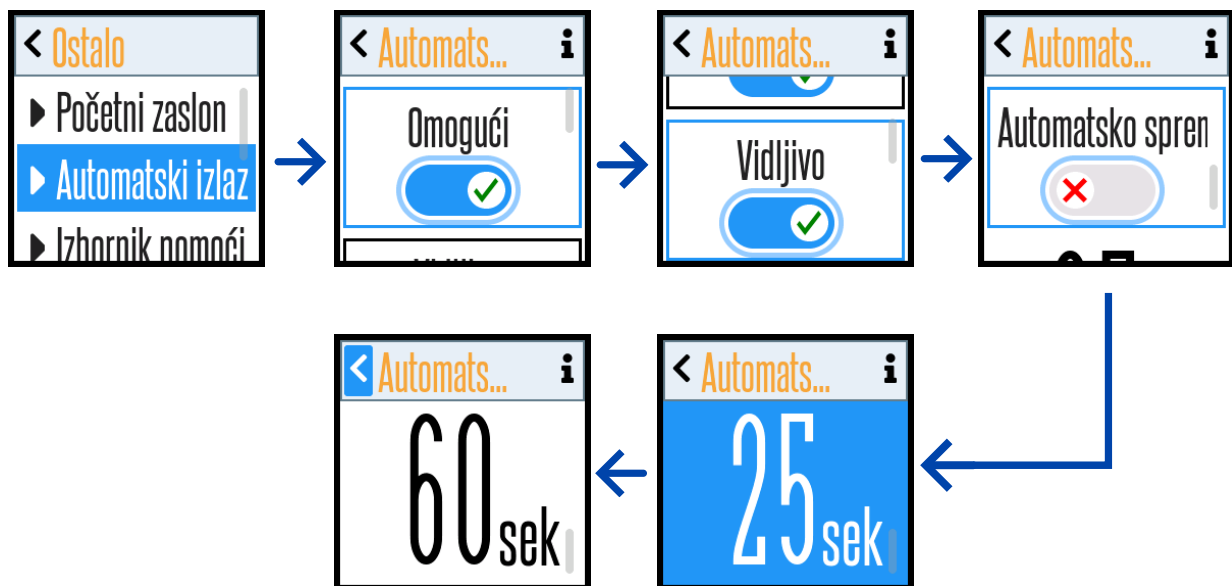 Ostalo
Početni zaslon
Automatski izlaz
Izbornik pomoći
Automats...
Omogući
Automats...
Vidljivo
Automats...
Automatsko spren
Automats...
25 sek
Automats...
60 sek